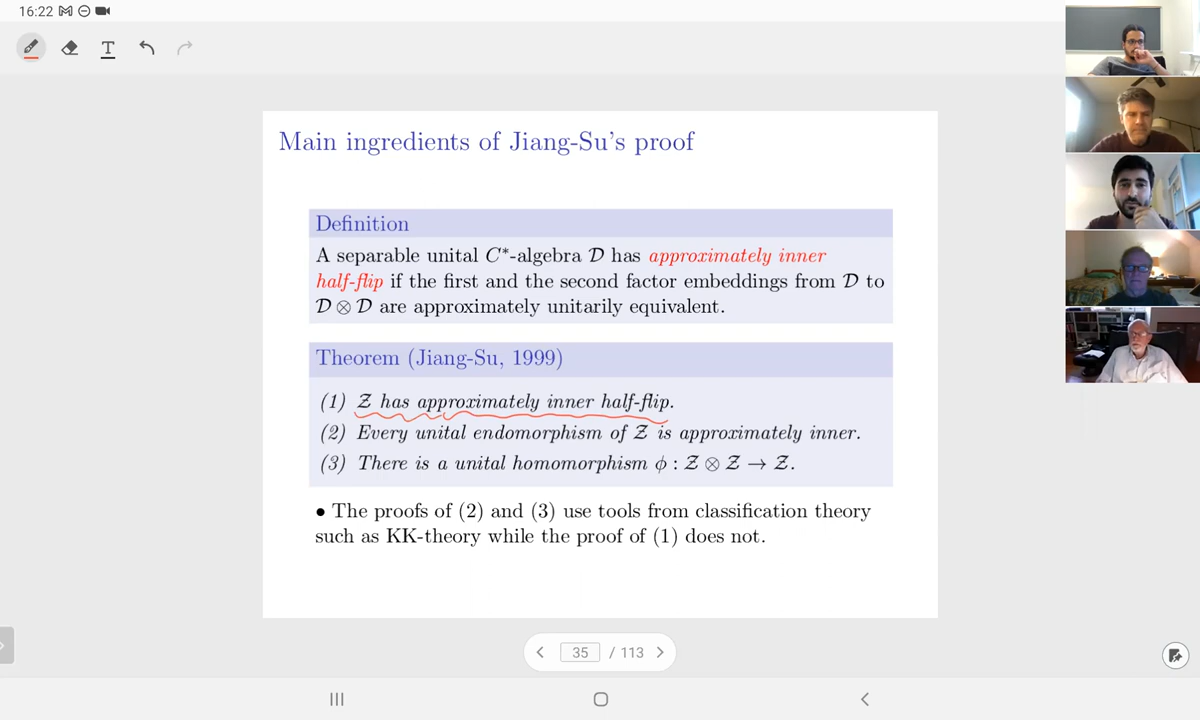 16:22
T
Main ingredients of Jiang-Su's proof
Definition
A separable unital C*-algebra 𝒟 has approximately inner
half-flip if the first and the second factor embeddings from 𝒟 to
𝒟 ⊗ 𝒟 are approximately unitarily equivalent.
Theorem (Jiang-Su, 1999)
(1) 𝒵 has approximately inner half-flip.
(2) Every unital endomorphism of 𝒵 is approximately inner.
(3) There is a unital homomorphism ϕ : 𝒵 ⊗ 𝒵 → 𝒵.
• The proofs of (2) and (3) use tools from classification theory
such as KK-theory while the proof of (1) does not.
35 / 113